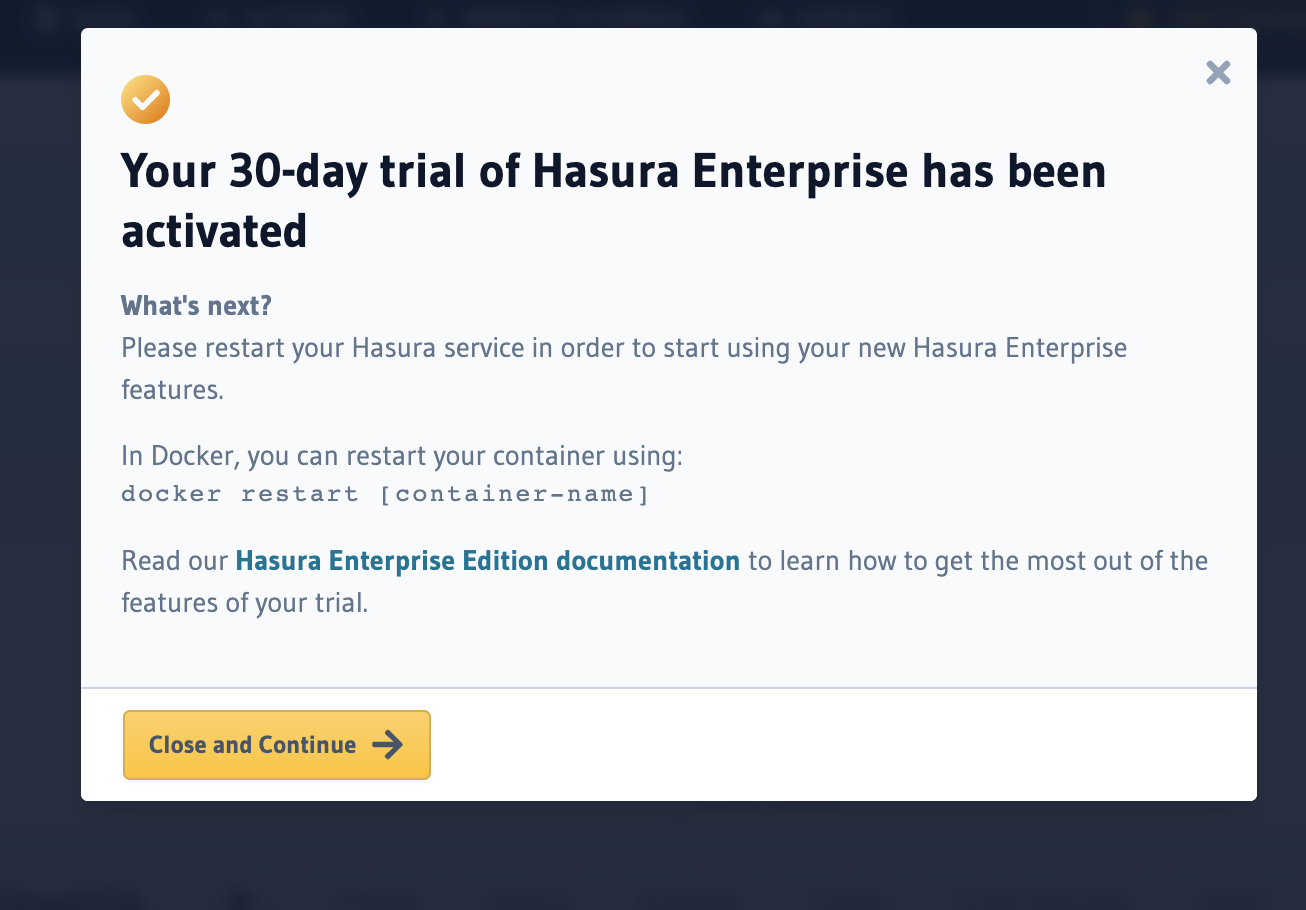 Your 30-day trial of Hasura Enterprise has been
activated
What's next?
Please restart your Hasura service in order to start using your new Hasura Enterprise
features.
In Docker, you can restart your container using:
docker restart [container-name]
Read our Hasura Enterprise Edition documentation to learn how to get the most out of the
features of your trial.
Close and Continue